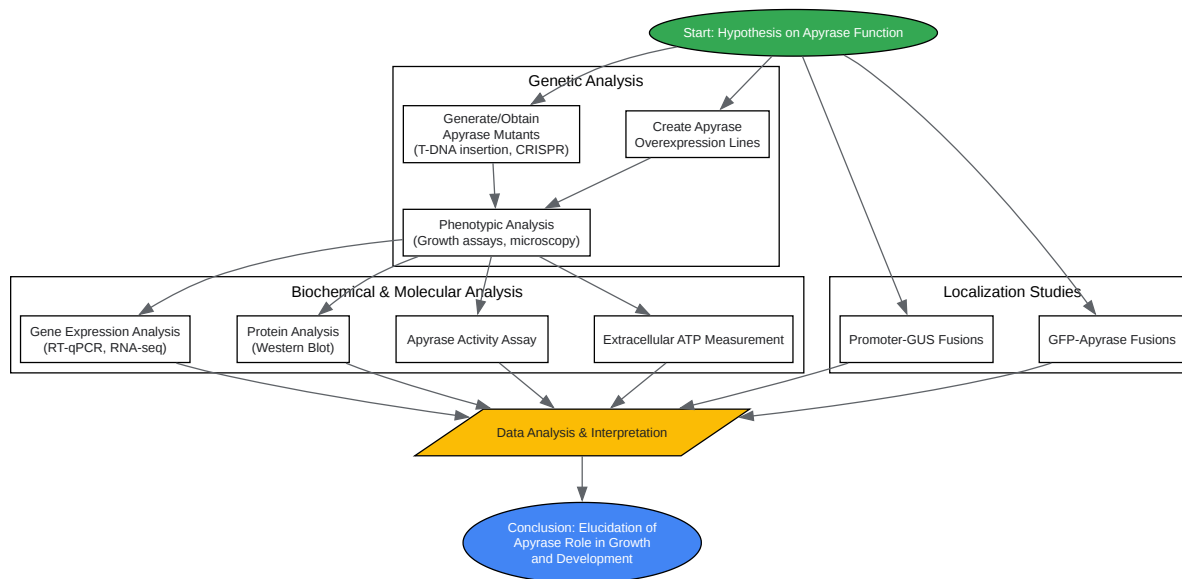 Start: Hypothesis on Apyrase Function
Genetic Analysis
Generate/Obtain
Apyrase Mutants
(T-DNA insertion, CRISPR)
Create Apyrase
Overexpression Lines
Phenotypic Analysis
(Growth assays, microscopy)
Biochemical & Molecular Analysis
Gene Expression Analysis
(RT-qPCR, RNA-seq)
Protein Analysis
(Western Blot)
Apyrase Activity Assay
Extracellular ATP Measurement
Localization Studies
Promoter-GUS Fusions
GFP-Apyrase Fusions
Data Analysis & Interpretation
Conclusion: Elucidation of
Apyrase Role in Growth
and Development